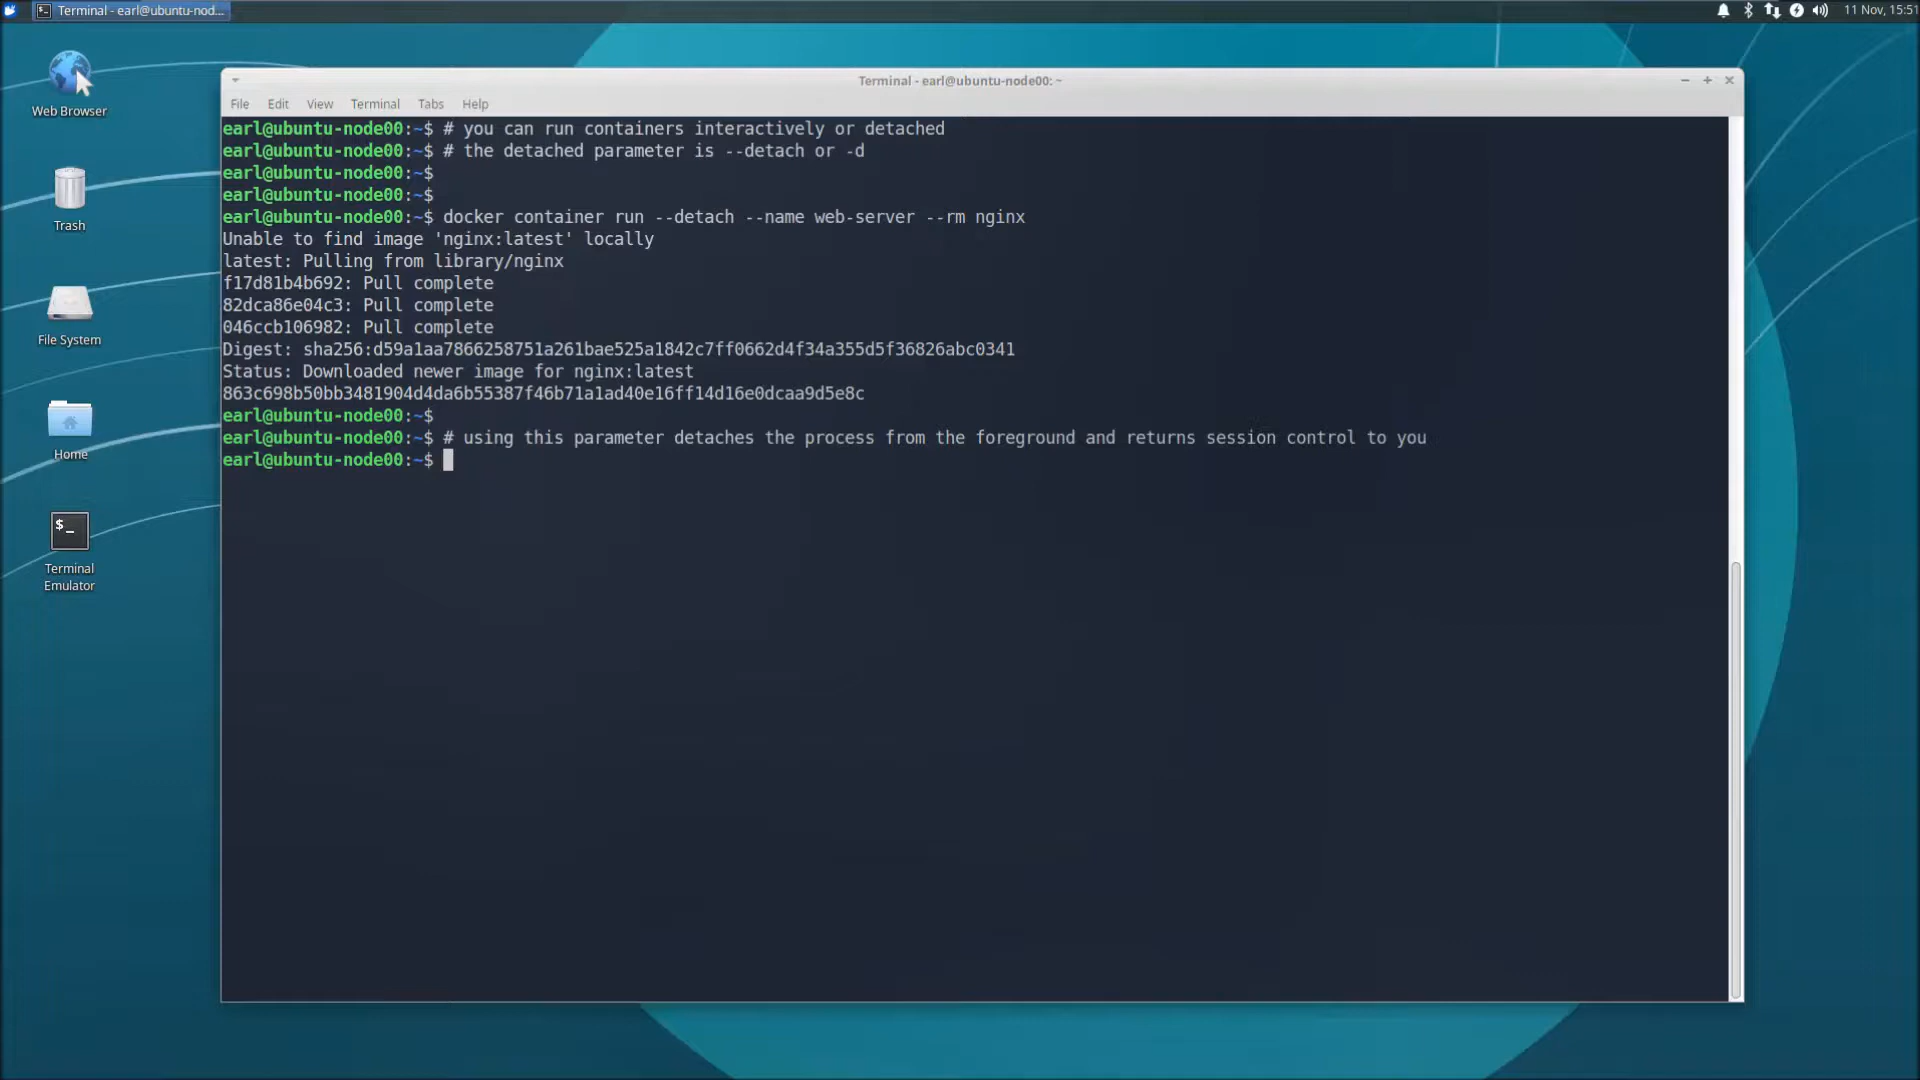 Terminal - earl@ubuntu-nod...
11 Nov, 15:51
Web Browser
Trash
File System
Home
Terminal
Emulator
Terminal - earl@ubuntu-node00: ~
File Edit View Terminal Tabs Help
earl@ubuntu-node00:~$ # you can run containers interactively or detached
earl@ubuntu-node00:~$ # the detached parameter is --detach or -d
earl@ubuntu-node00:~$
earl@ubuntu-node00:~$
earl@ubuntu-node00:~$ docker container run --detach --name web-server --rm nginx
Unable to find image 'nginx:latest' locally
latest: Pulling from library/nginx
f17d81b4b692: Pull complete
82dca86e04c3: Pull complete
046ccb106982: Pull complete
Digest: sha256:d59a1aa7866258751a261bae525a1842c7ff0662d4f34a355d5f36826abc0341
Status: Downloaded newer image for nginx:latest
863c698b50bb3481904d4da6b55387f46b71a1ad40e16ff14d16e0dcaa9d5e8c
earl@ubuntu-node00:~$
earl@ubuntu-node00:~$ # using this parameter detaches the process from the foreground and returns session control to you
earl@ubuntu-node00:~$